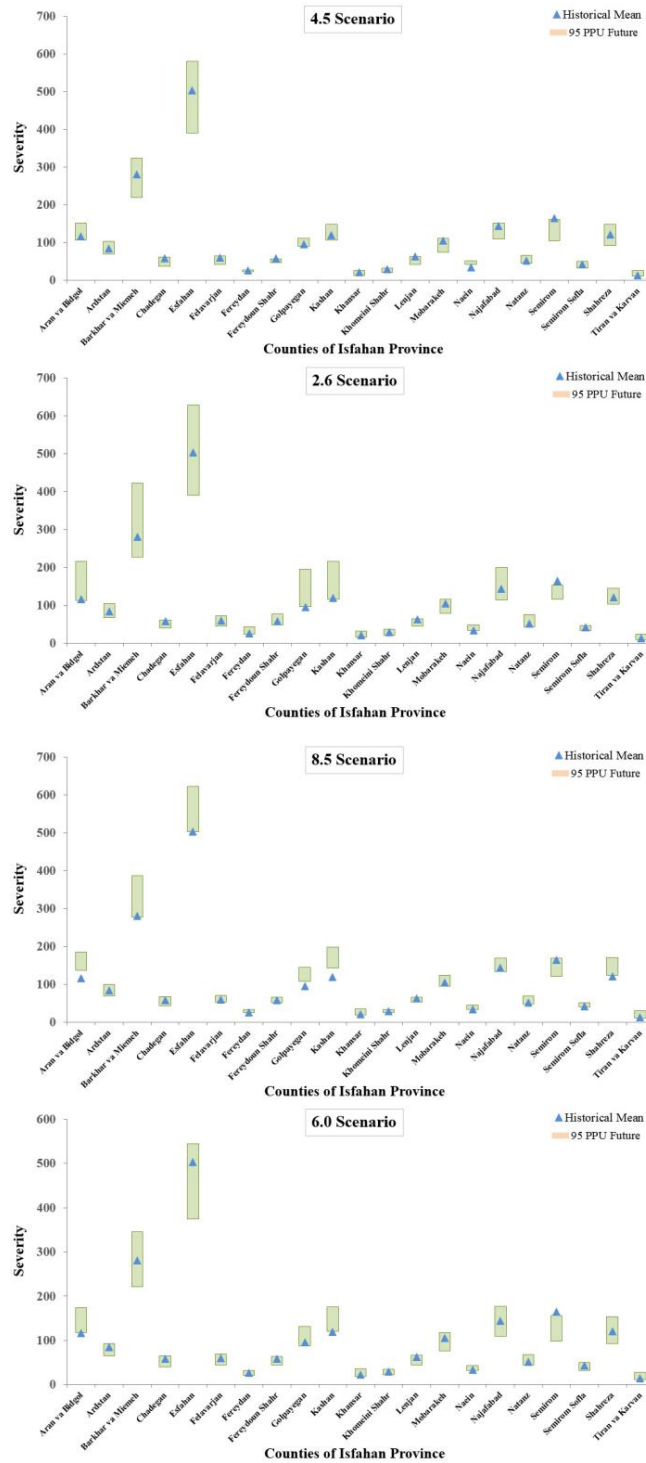 4.5 Scenario
Historical Mean
95 PPU Future
700
600
500
400
300
200
100
0
Severity
Aran va Bidgol
Ardstan
Barkhar va Miemeh
Chadegan
Esfahan
Felavarjan
Fereydan
Fereydoun Shahr
Golpayegan
Kashan
Khansar
Khomeini Shahr
Lenjan
Mobarakeh
Naein
Najafabad
Natanz
Semirom
Semirom Sofla
Shahreza
Tiran va Karvan
Counties of Isfahan Province
2.6 Scenario
Historical Mean
95 PPU Future
700
600
500
400
300
200
100
0
Severity
Aran va Bidgol
Ardstan
Barkhar va Miemeh
Chadegan
Esfahan
Felavarjan
Fereydan
Fereydoun Shahr
Golpayegan
Kashan
Khansar
Khomeini Shahr
Lenjan
Mobarakeh
Naein
Najafabad
Natanz
Semirom
Semirom Sofla
Shahreza
Tiran va Karvan
Counties of Isfahan Province
8.5 Scenario
Historical Mean
95 PPU Future
700
600
500
400
300
200
100
0
Severity
Aran va Bidgol
Ardstan
Barkhar va Miemeh
Chadegan
Esfahan
Felavarjan
Fereydan
Fereydoun Shahr
Golpayegan
Kashan
Khansar
Khomeini Shahr
Lenjan
Mobarakeh
Naein
Najafabad
Natanz
Semirom
Semirom Sofla
Shahreza
Tiran va Karvan
Counties of Isfahan Province
6.0 Scenario
Historical Mean
95 PPU Future
600
500
400
300
200
100
0
Severity
Aran va Bidgol
Ardstan
Barkhar va Miemeh
Chadegan
Esfahan
Felavarjan
Fereydan
Fereydoun Shahr
Golpayegan
Kashan
Khansar
Khomeini Shahr
Lenjan
Mobarakeh
Naein
Najafabad
Natanz
Semirom
Semirom Sofla
Shahreza
Tiran va Karvan
Counties of Isfahan Province